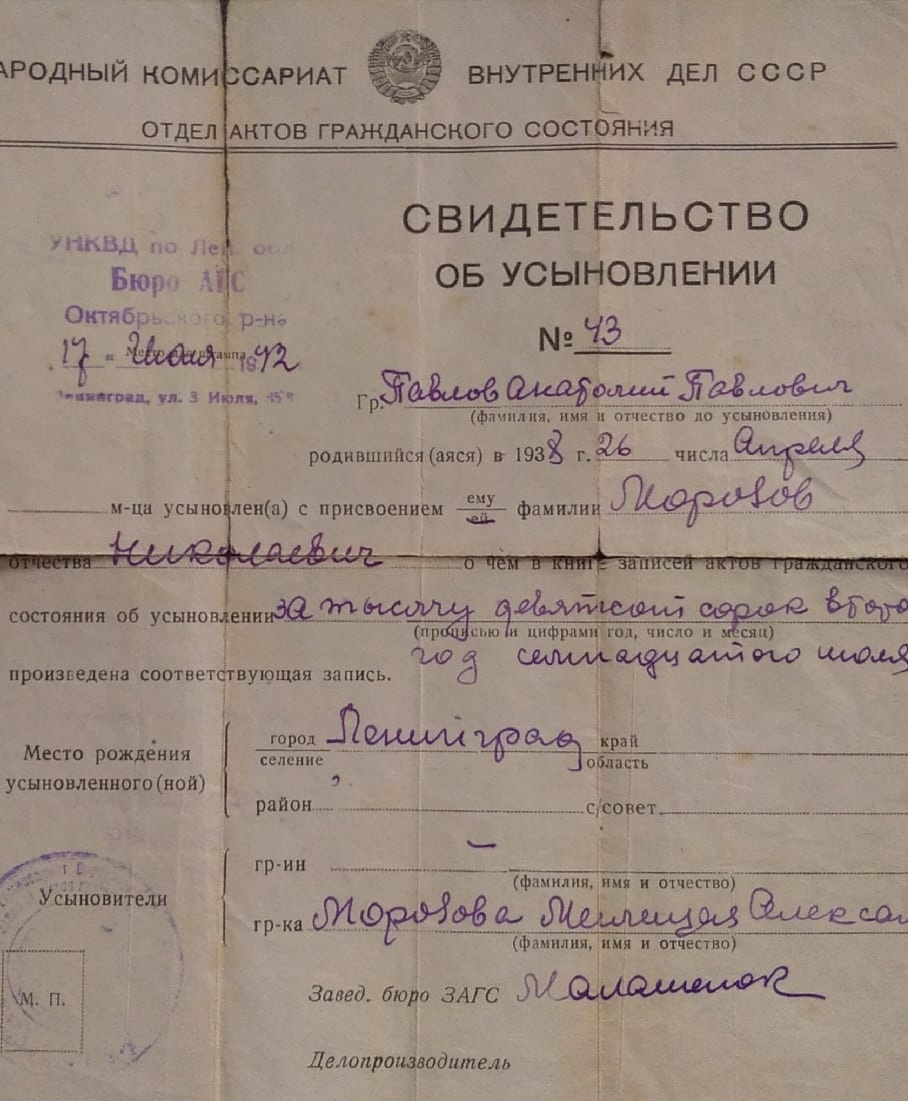 АРОДНЫЙ КОМИССАРИАТ ВНУТРЕННИХ ДЕЛ СССР
ОТДЕЛ АКТОВ ГРАЖДАНСКОГО СОСТОЯНИЯ
СВИДЕТЕЛЬСТВО
ОБ УСЫНОВЛЕНИИ
№ 43
УНКВД по Лен. обл
Бюро АГС
Октябрьского р-на
17 " Июля 1942
Ленинград, ул. 3 Июля,
Гр. Павлов Анатолий Павлович
(фамилия, имя и отчество до усыновления)
родившийся (аяся) в 1938 г. 26 числа Апреля
м-ца усыновлен(а) с присвоением ему ей фамилии Морозов
отчества Николаевич о чем в книге записей актов гражданского
состояния об усыновлении за тысячу девятсот сорок второ
(прописью и цифрами год, число и месяц)
год семнадцатого июля
произведена соответствующая запись.
Место рождения
усыновленного (ной)
город Ленинград край
селение область
район с/совет
Усыновители
гр-ин —
(фамилия, имя и отчество)
гр-ка Морозова Алекса
(фамилия, имя и отчество)
М. П.
Завед. бюро ЗАГС Малашенок
Делопроизводитель